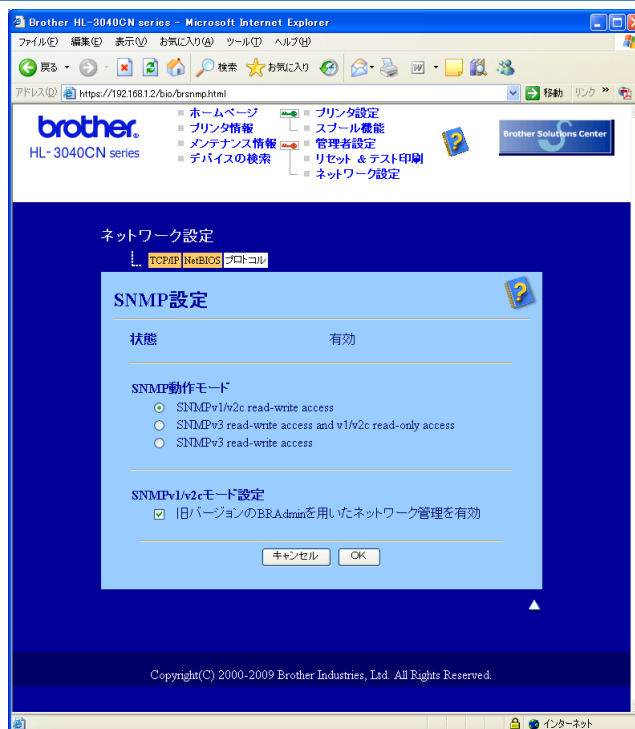 Brother HL-3040CN series - Microsoft Internet Explorer
ファイル(F) 編集(E) 表示(V) お気に入り(A) ツール(T) ヘルプ(H)
戻る 検索 お気に入り
アドレス(D) https://192.168.1.2/bio/brsnmp.html 移動 リンク »
brother.
HL-3040CN series
ホームページ
プリンタ情報
メンテナンス情報
デバイスの検索
プリンタ設定
スプール機能
管理者設定
リセット & テスト印刷
ネットワーク設定
Brother Solutions Center
ネットワーク設定
TCP/IP NetBIOS プロトコル
SNMP設定
状態 有効
SNMP動作モード
SNMPv1/v2c read-write access
SNMPv3 read-write access and v1/v2c read-only access
SNMPv3 read-write access
SNMPv1/v2cモード設定
旧バージョンのBRAdminを用いたネットワーク管理を有効
キャンセル OK
Copyright(C) 2000-2009 Brother Industries, Ltd. All Rights Reserved.
インターネット